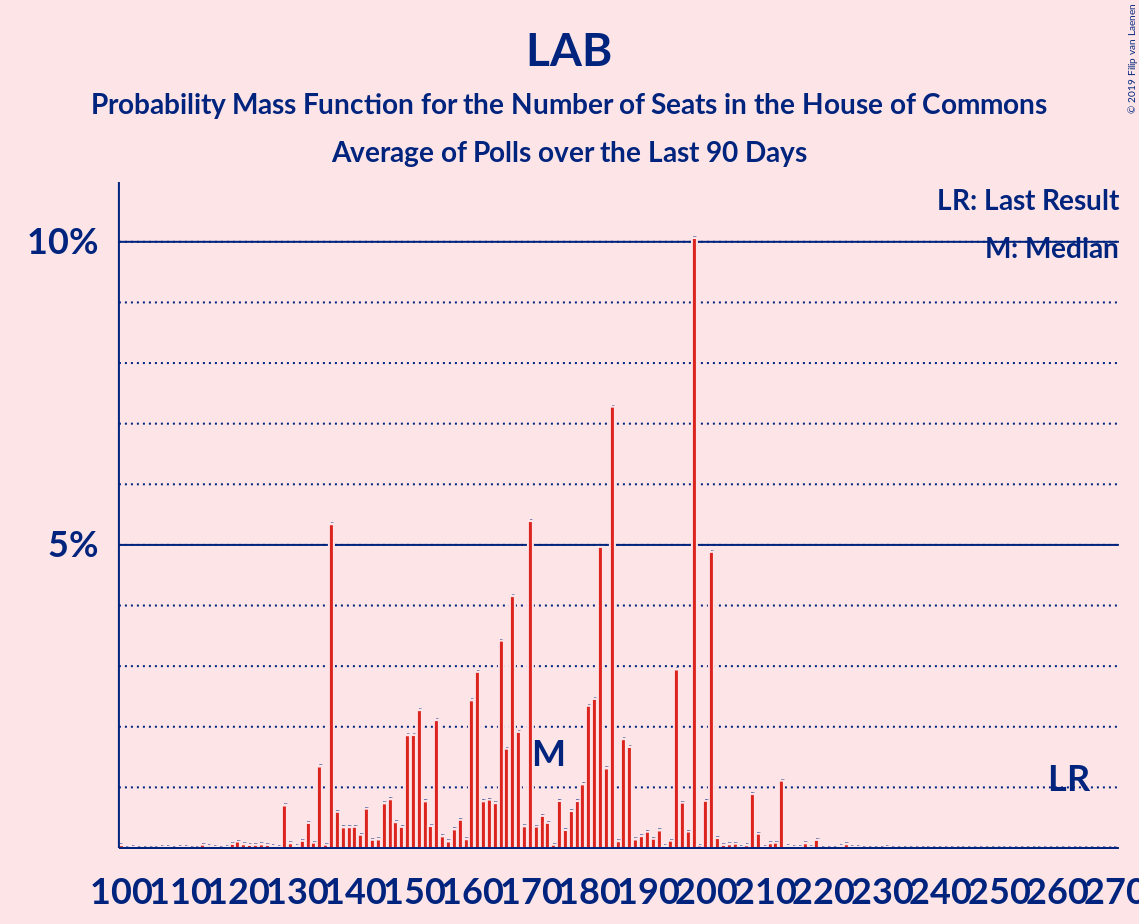 LAB
Probability Mass Function for the Number of Seats in the House of Commons
Average of Polls over the Last 90 Days
© 2019 Filip van Laenen
LR: Last Result
M: Median
10%
5%
M
LR
100 110 120 130 140 150 160 170 180 190 200 210 220 230 240 250 260 270